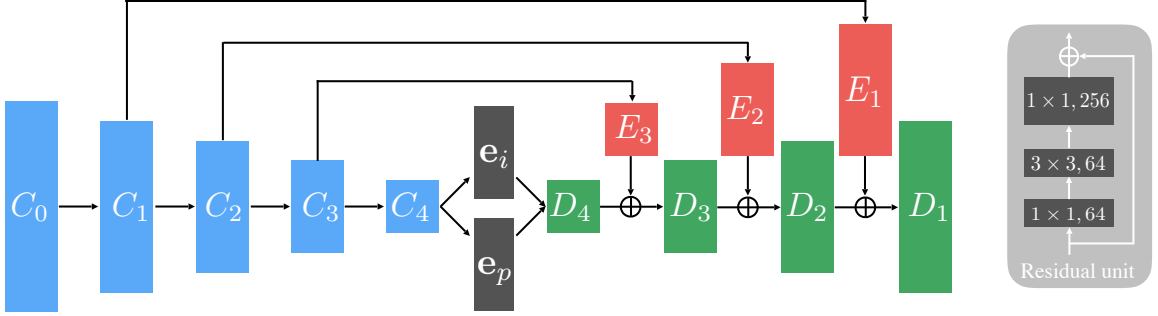 C₀
C₁
C₂
C₃
C₄
eᵢ
eₚ
D₄
E₃
⊕
D₃
E₂
⊕
D₂
E₁
⊕
D₁
⊕
1 × 1, 256
3 × 3, 64
1 × 1, 64
Residual unit